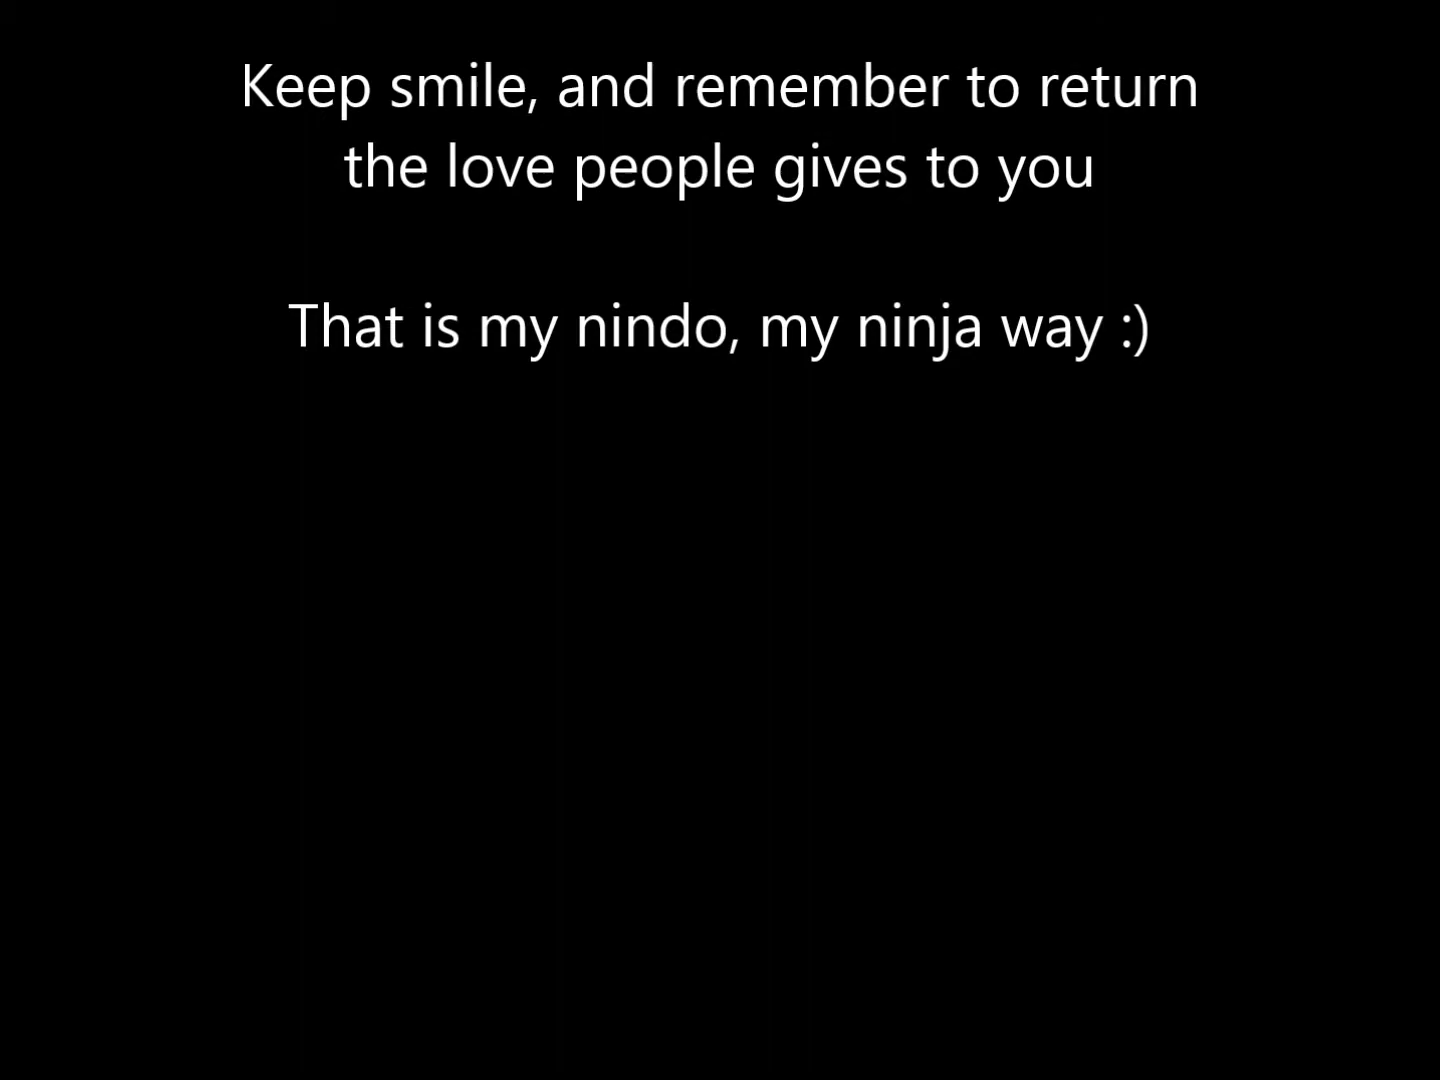 Keep smile, and remember to return
the love people gives to you
That is my nindo, my ninja way :)